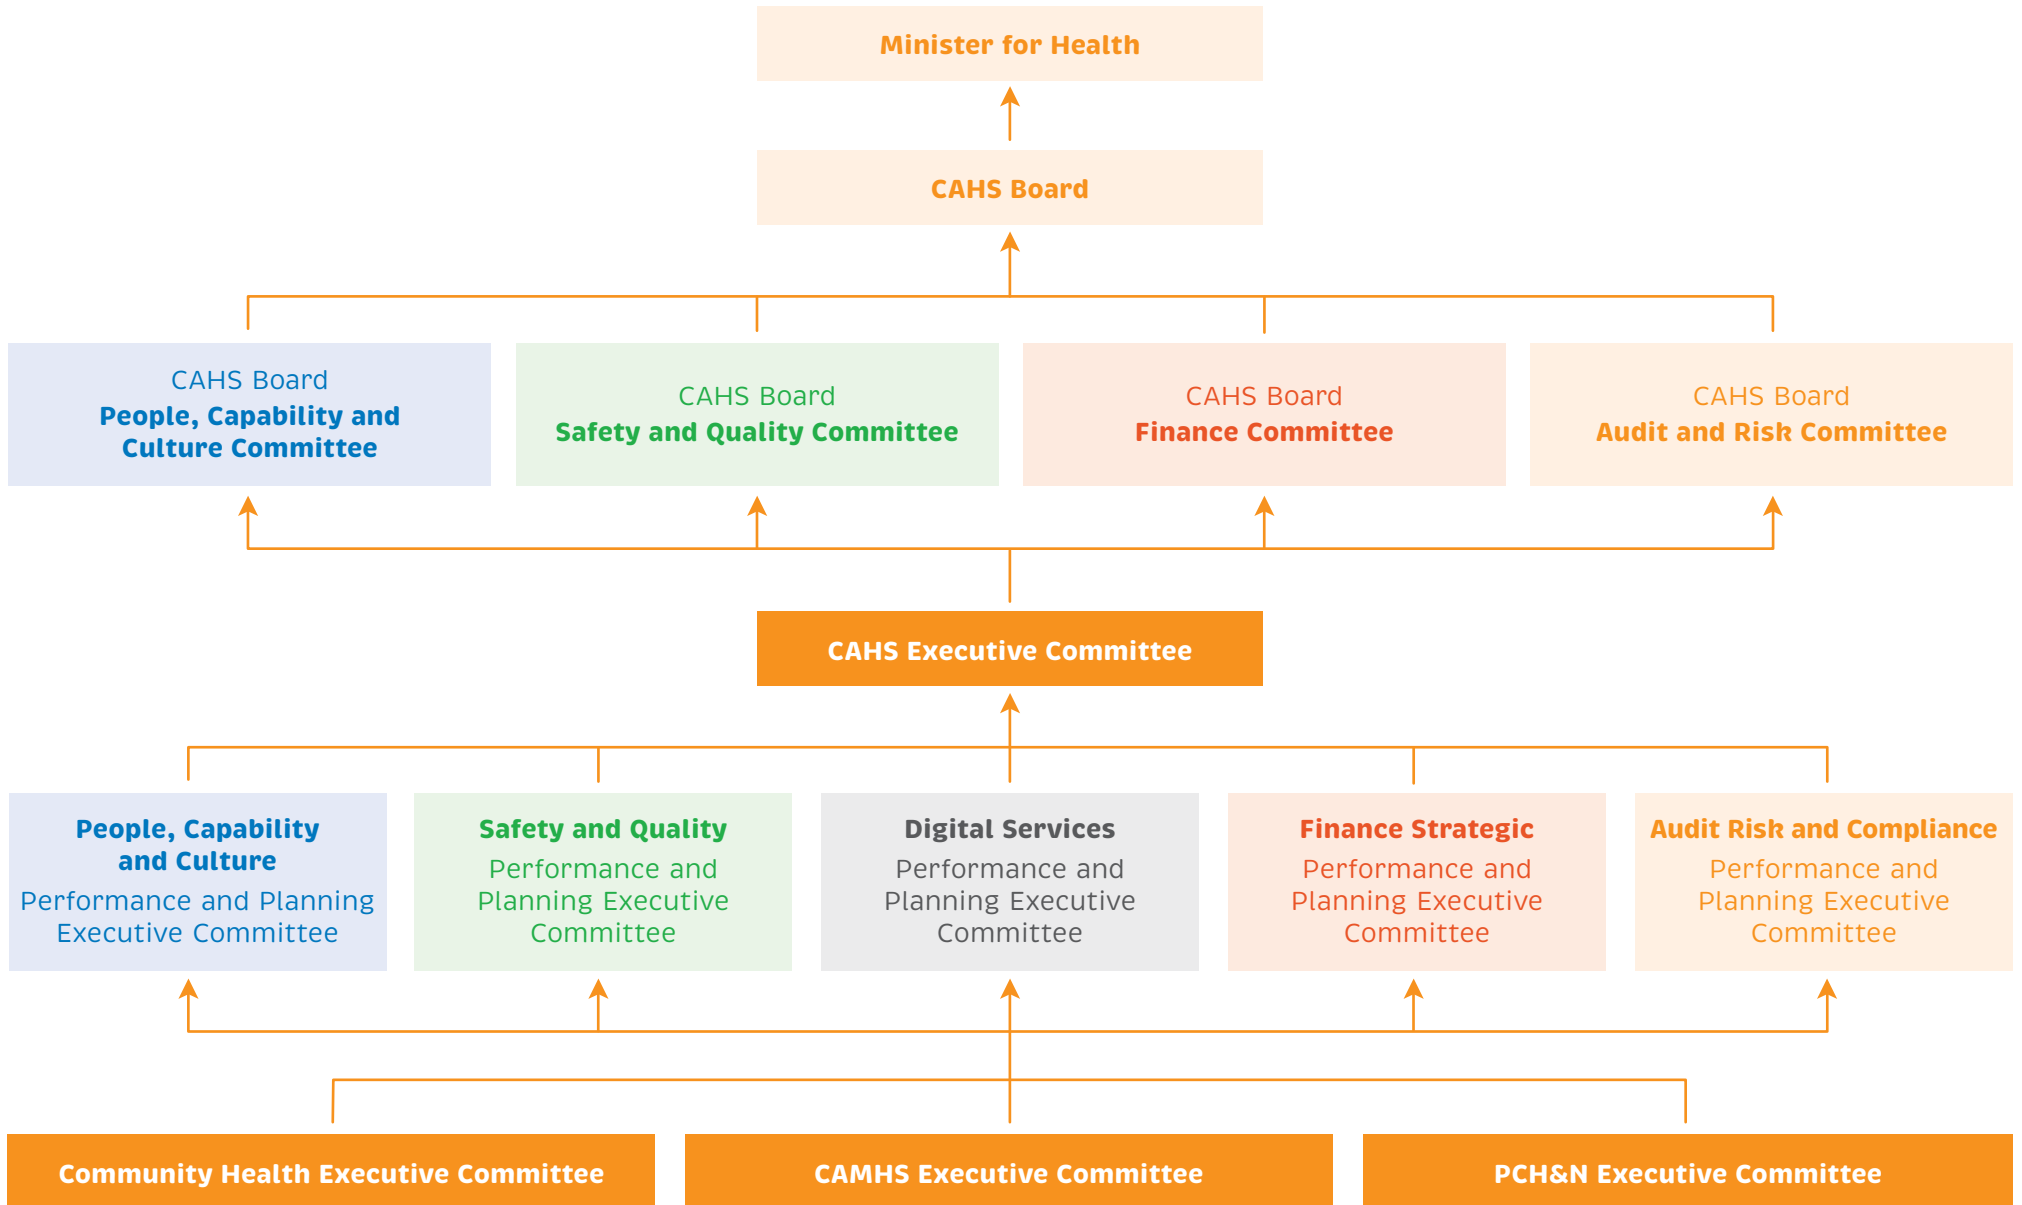 Minister for Health
CAHS Board
CAHS Board
People, Capability and
Culture Committee
CAHS Board
Safety and Quality Committee
CAHS Board
Finance Committee
CAHS Board
Audit and Risk Committee
CAHS Executive Committee
People, Capability
and Culture
Performance and Planning
Executive Committee
Safety and Quality
Performance and
Planning Executive
Committee
Digital Services
Performance and
Planning Executive
Committee
Finance Strategic
Performance and
Planning Executive
Committee
Audit Risk and Compliance
Performance and
Planning Executive
Committee
Community Health Executive Committee
CAMHS Executive Committee
PCH&N Executive Committee